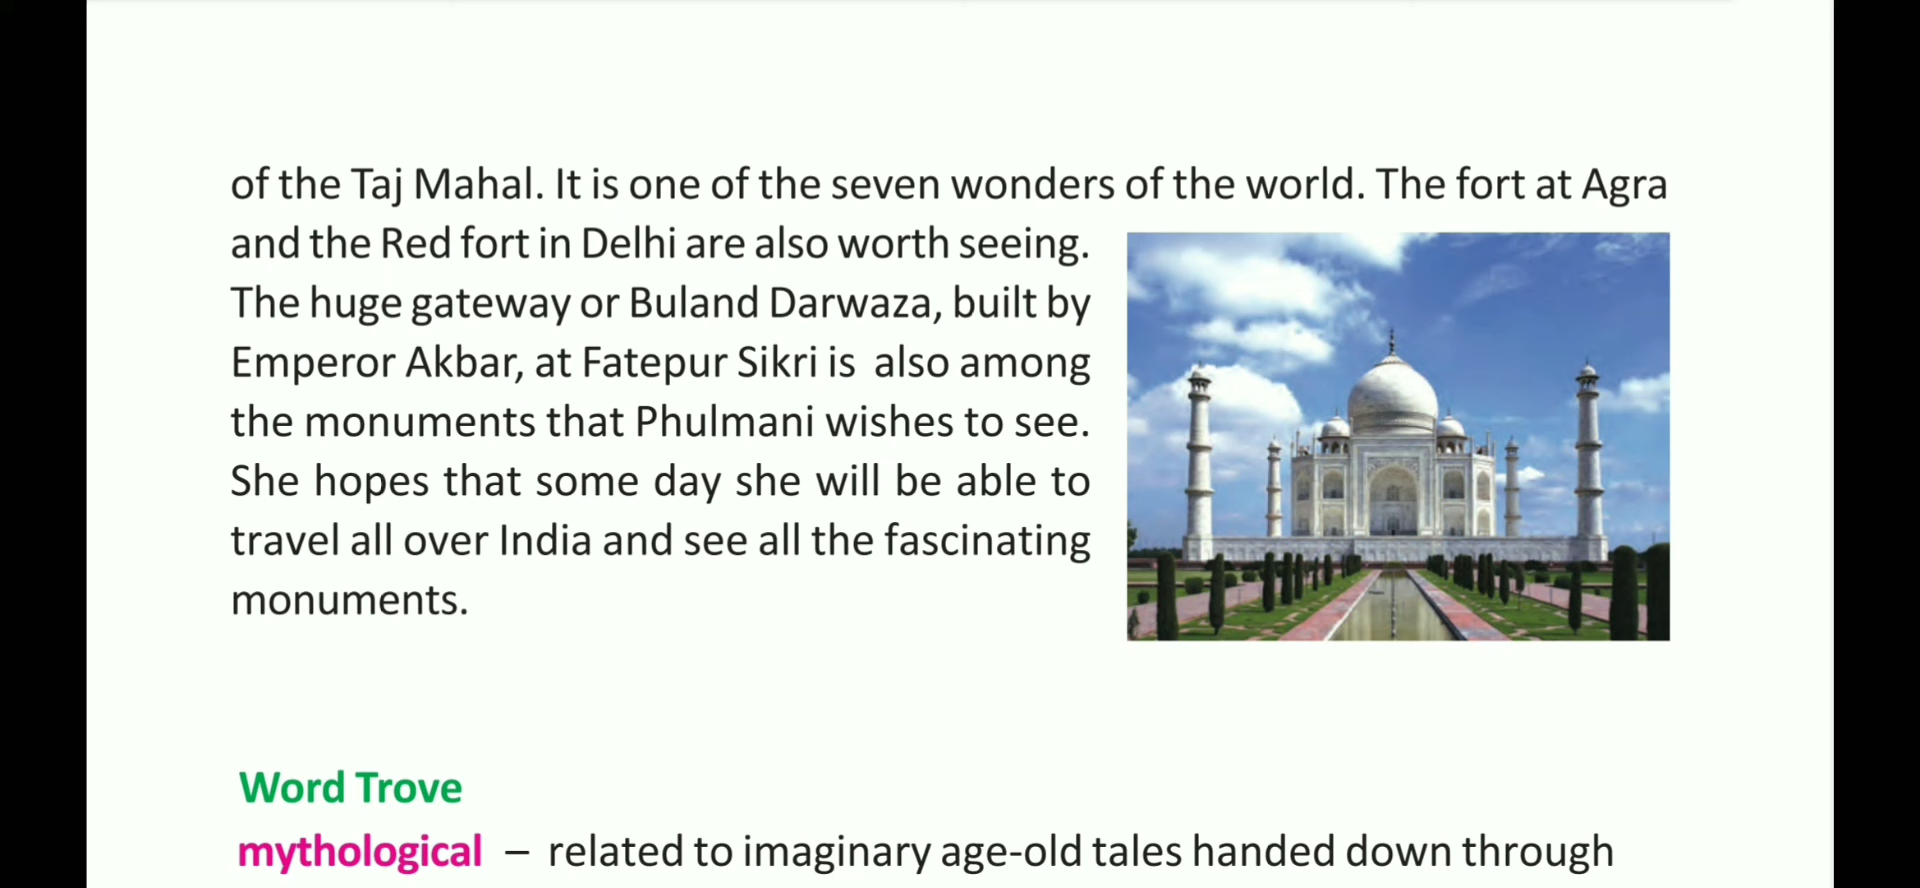 of the Taj Mahal. It is one of the seven wonders of the world. The fort at Agra
and the Red fort in Delhi are also worth seeing.
The huge gateway or Buland Darwaza, built by
Emperor Akbar, at Fatepur Sikri is also among
the monuments that Phulmani wishes to see.
She hopes that some day she will be able to
travel all over India and see all the fascinating
monuments.
Word Trove
mythological – related to imaginary age-old tales handed down through